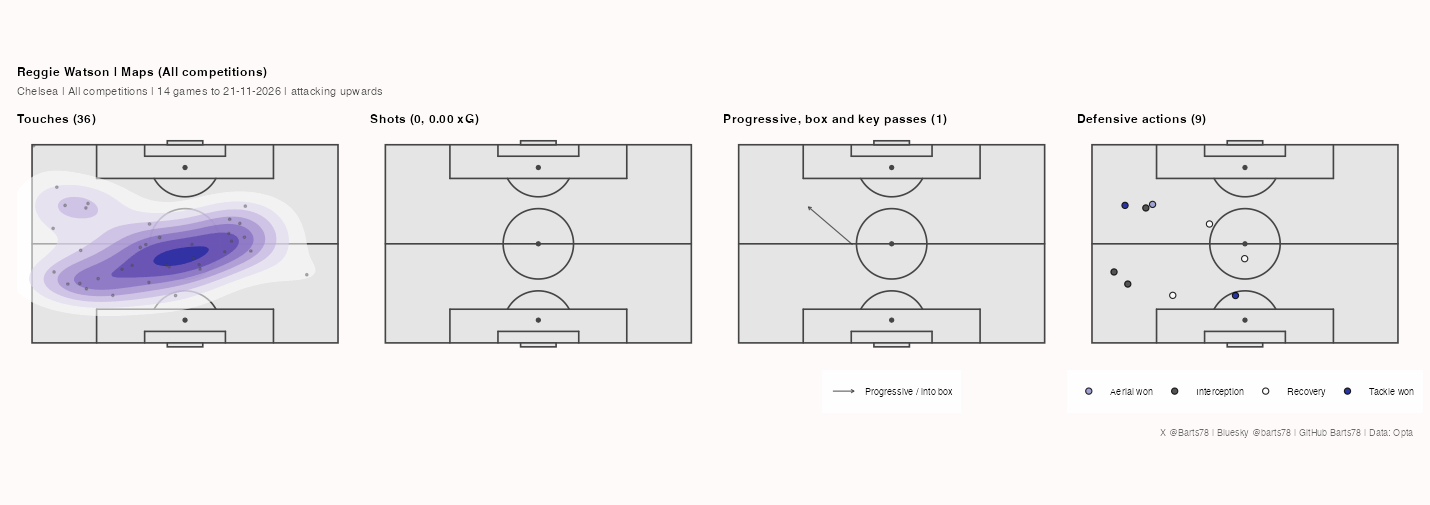 Reggie Watson | Maps (All competitions)
Chelsea | All competitions | 14 games to 21-11-2026 | attacking upwards
Touches (36)
Shots (0, 0.00 xG)
Progressive, box and key passes (1)
Defensive actions (9)
Progressive / into box
Aerial won
Interception
Recovery
Tackle won
X @Barts78 | Bluesky @barts78 | GitHub Barts78 | Data: Opta